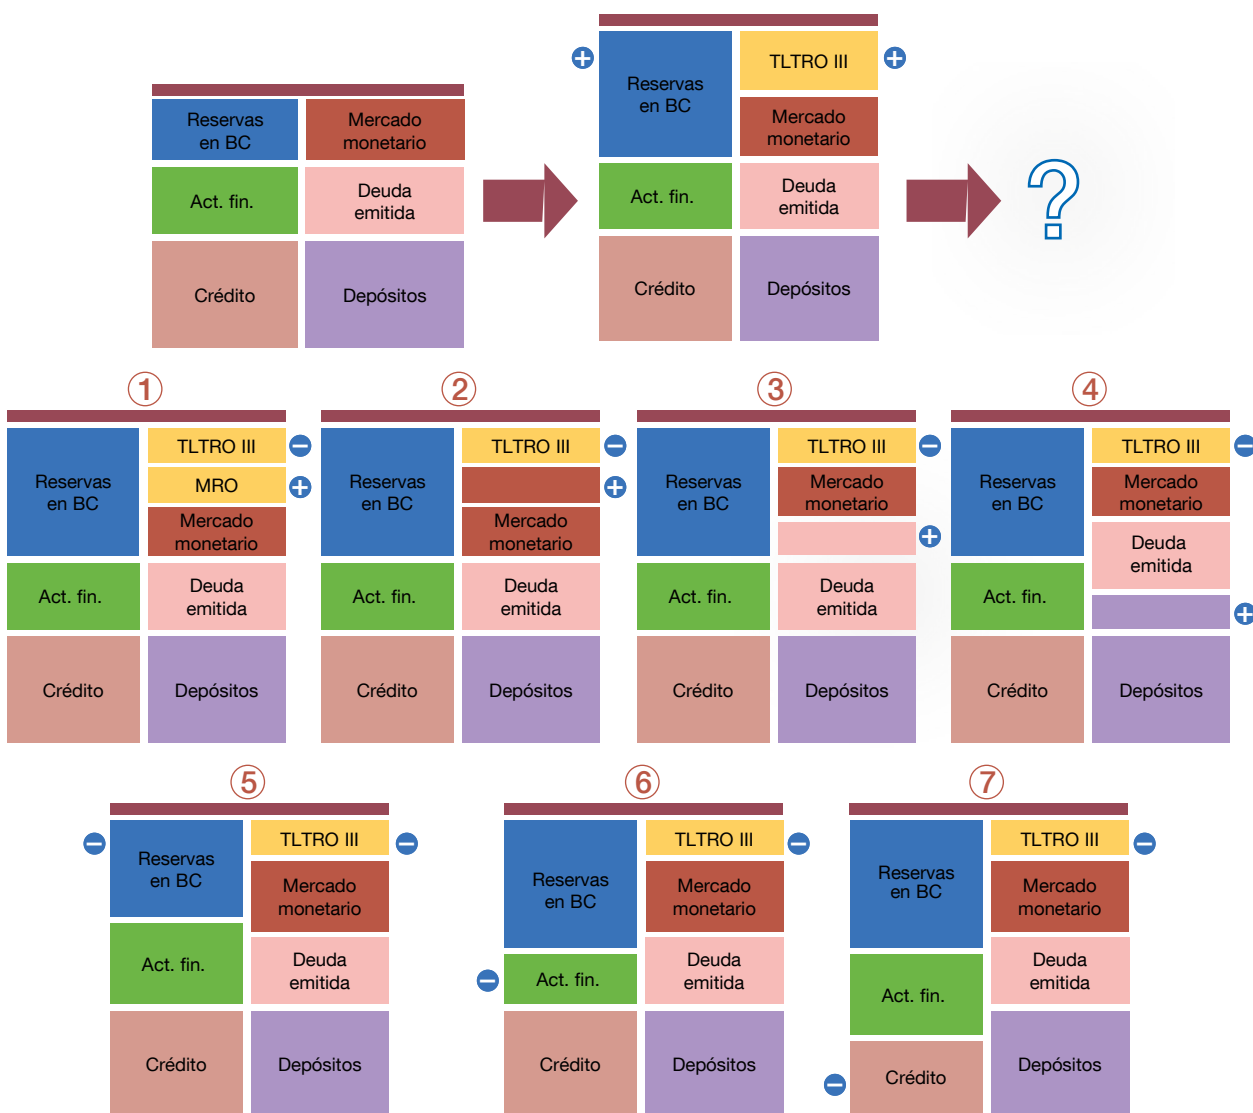 Reservas
en BC
Mercado
monetario
Act. fin.
Deuda
emitida
Crédito
Depósitos
+
Reservas
en BC
TLTRO III
+
Mercado
monetario
Act. fin.
Deuda
emitida
Crédito
Depósitos
?
1
Reservas
en BC
TLTRO III
−
MRO
+
Mercado
monetario
Act. fin.
Deuda
emitida
Crédito
Depósitos
2
Reservas
en BC
TLTRO III
−
+
Mercado
monetario
Act. fin.
Deuda
emitida
Crédito
Depósitos
3
Reservas
en BC
TLTRO III
−
Mercado
monetario
+
Act. fin.
Deuda
emitida
Crédito
Depósitos
4
Reservas
en BC
TLTRO III
−
Mercado
monetario
Deuda
emitida
Act. fin.
+
Crédito
Depósitos
5
−
Reservas
en BC
TLTRO III
−
Mercado
monetario
Act. fin.
Deuda
emitida
Crédito
Depósitos
6
Reservas
en BC
TLTRO III
−
Mercado
monetario
−
Act. fin.
Deuda
emitida
Crédito
Depósitos
7
Reservas
en BC
TLTRO III
−
Mercado
monetario
Act. fin.
Deuda
emitida
−
Crédito
Depósitos